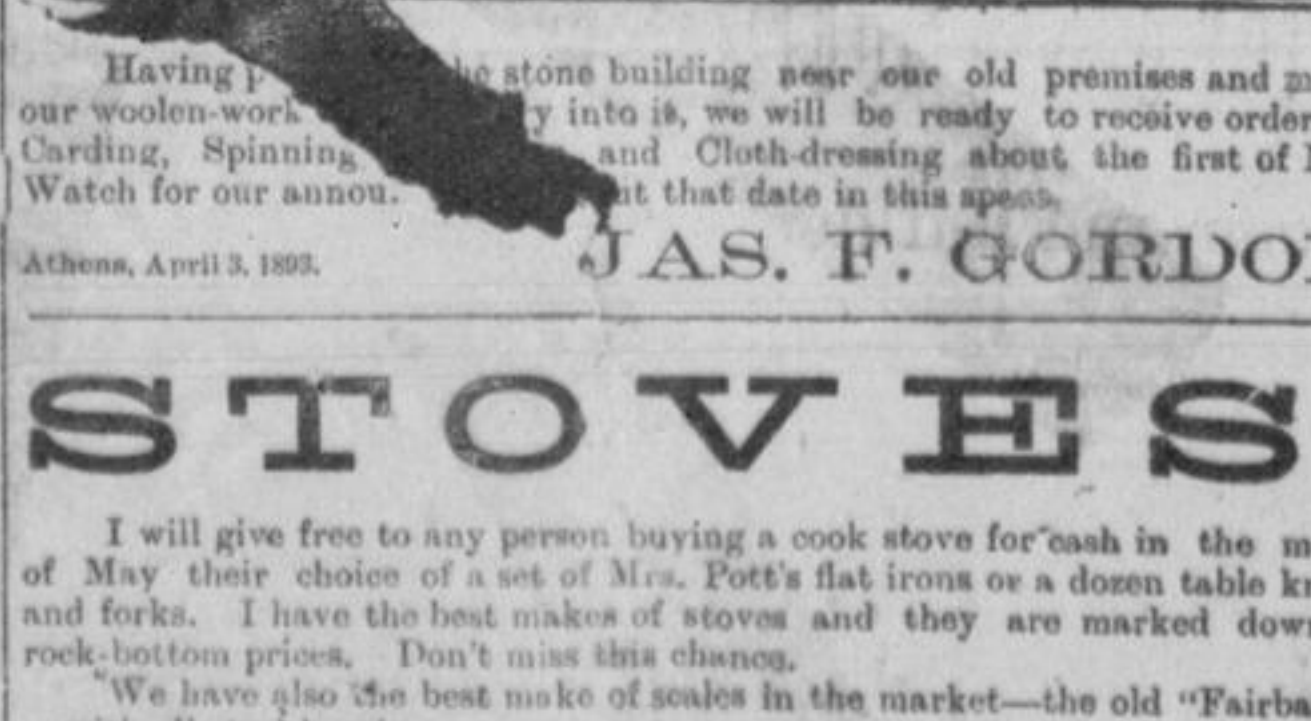 Having he stone building near our old premises and
our woolen-work y into it, we will be ready to receive order
Carding, Spinning and Cloth-dressing about the first of
Watch for our annou. that date in this space.
Athens, April 3, 1893. JAS. F. GORDO
STOVES
I will give free to any person buying a cook stove for cash in the m
of May their choice of a set of Mrs. Pott's flat irons or a dozen table k
and forks. I have the best makes of stoves and they are marked dow
rock-bottom prices. Don't miss this chance.
We have also the best make of scales in the market—the old "Fairba